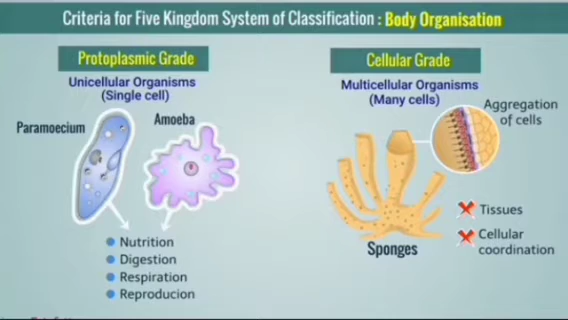 Criteria for Five Kingdom System of Classification : Body Organisation
Protoplasmic Grade
Unicellular Organisms
(Single cell)
Paramoecium
Amoeba
Nutrition
Digestion
Respiration
Reproducion
Cellular Grade
Multicellular Organisms
(Many cells)
Aggregation
of cells
Sponges
Tissues
Cellular
coordination